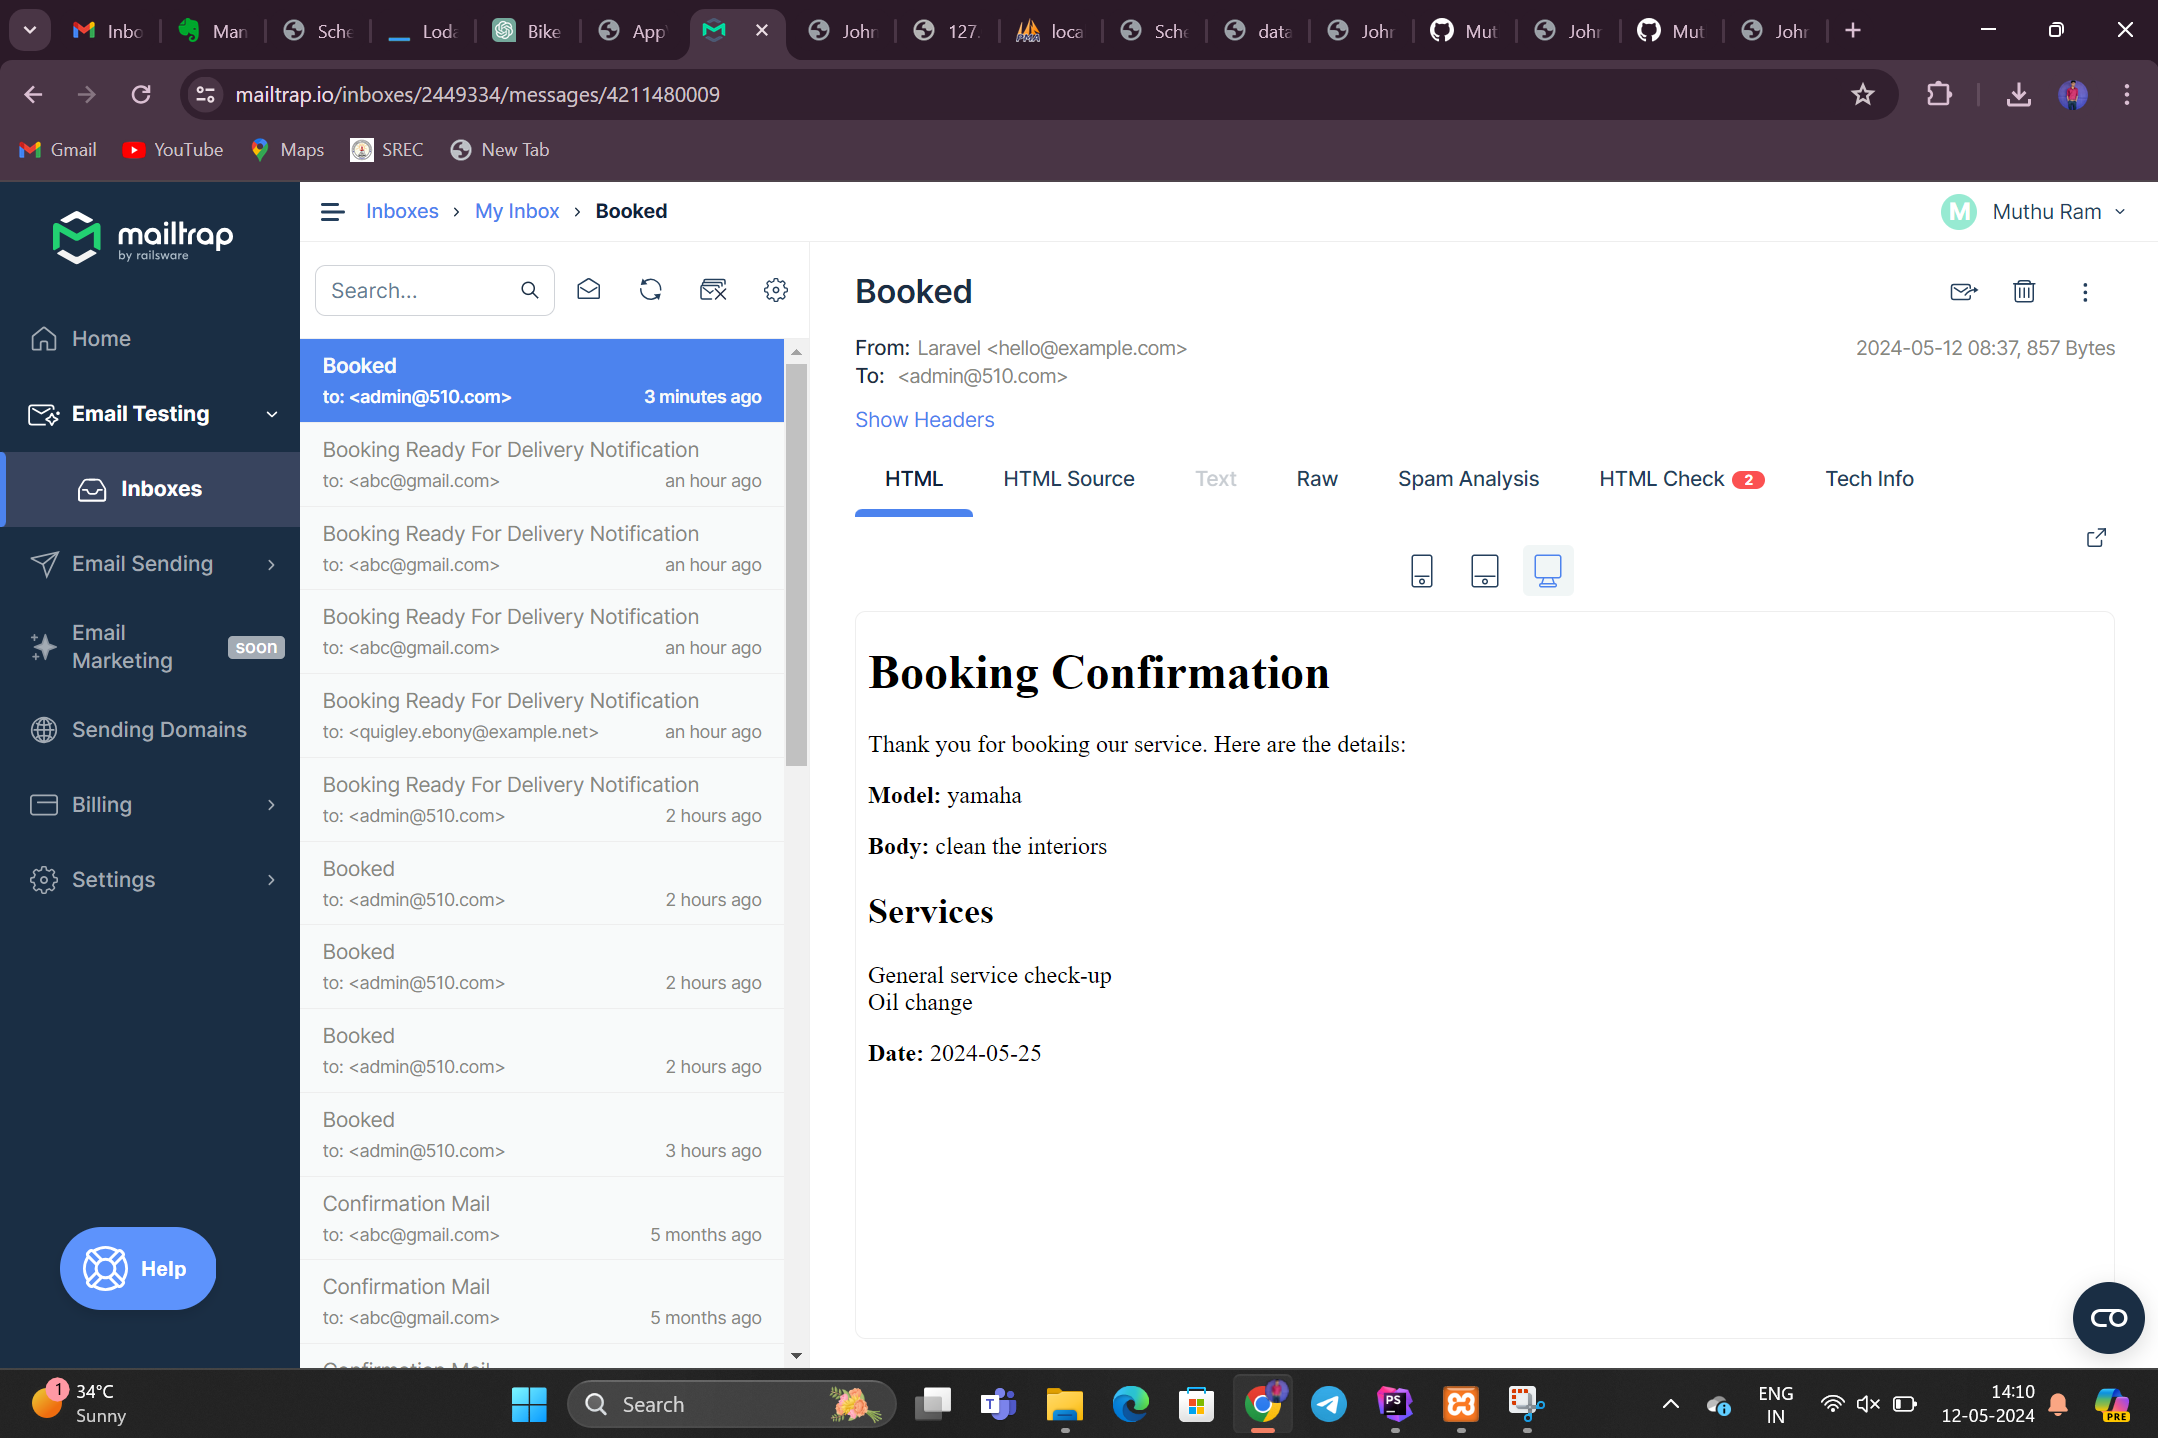 Inbo
Man
Sche
Loda
Bike
App
John
127.
loca
Sche
data
John
Mut
John
Mut
John
mailtrap.io/inboxes/2449334/messages/4211480009
Gmail
YouTube
Maps
SREC
New Tab
mailtrap
by railsware
Home
Email Testing
Inboxes
Email Sending
Email
Marketing
soon
Sending Domains
Billing
Settings
Help
Inboxes › My Inbox › Booked
M Muthu Ram
Search...
Booked
to: <admin@510.com> 3 minutes ago
Booking Ready For Delivery Notification
to: <abc@gmail.com> an hour ago
Booking Ready For Delivery Notification
to: <abc@gmail.com> an hour ago
Booking Ready For Delivery Notification
to: <abc@gmail.com> an hour ago
Booking Ready For Delivery Notification
to: <quigley.ebony@example.net> an hour ago
Booking Ready For Delivery Notification
to: <admin@510.com> 2 hours ago
Booked
to: <admin@510.com> 2 hours ago
Booked
to: <admin@510.com> 2 hours ago
Booked
to: <admin@510.com> 2 hours ago
Booked
to: <admin@510.com> 3 hours ago
Confirmation Mail
to: <abc@gmail.com> 5 months ago
Confirmation Mail
to: <abc@gmail.com> 5 months ago
Confirmation Mail
Booked
From: Laravel <hello@example.com>
2024-05-12 08:37, 857 Bytes
To: <admin@510.com>
Show Headers
HTML
HTML Source
Text
Raw
Spam Analysis
HTML Check 2
Tech Info
Booking Confirmation
Thank you for booking our service. Here are the details:
Model: yamaha
Body: clean the interiors
Services
General service check-up
Oil change
Date: 2024-05-25
1
34°C
Sunny
Search
T
PS
ENG
IN
14:10
12-05-2024
PRE